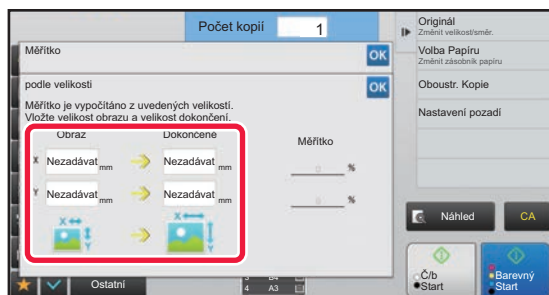 Počet kopií 1
Měřítko
OK
podle velikosti
OK
Měřítko je vypočítáno z uvedených velikostí.
Vložte velikost obrazu a velikost dokončení.
Obraz
Dokončené
Měřítko
X Nezadávat mm Nezadávat mm %
Y Nezadávat mm Nezadávat mm %
X Y
X Y
Ostatní
4 A3
Originál
Změnit velikost/směr.
Volba Papíru
Změnit zásobník papíru
Oboustr. Kopie
Nastavení pozadí
Náhled
CA
Č/b
Start
Barevný
Start